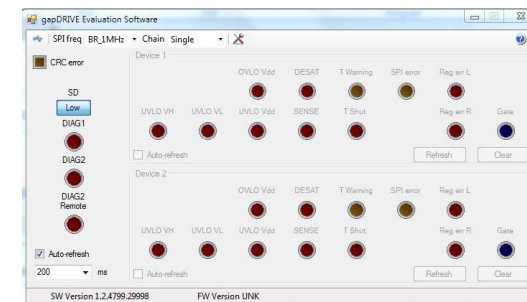 gapDRIVE Evaluation Software
SPI freq BR_1MHz Chain Single
CRC error
SD
Low
DIAG1
DIAG2
DIAG2
Remote
Auto-refresh
200 ms
Device 1
OVLO Vdd DESAT T Warning SPI error Reg err L
UVLO VH UVLO VL UVLO Vdd SENSE T Shut. Reg err R Gate
Auto-refresh Refresh Clear
Device 2
OVLO Vdd DESAT T Warning SPI error Reg err L
UVLO VH UVLO VL UVLO Vdd SENSE T Shut. Reg err R Gate
Auto-refresh Refresh Clear
SW Version 1.2.4799.29998 FW Version UNK